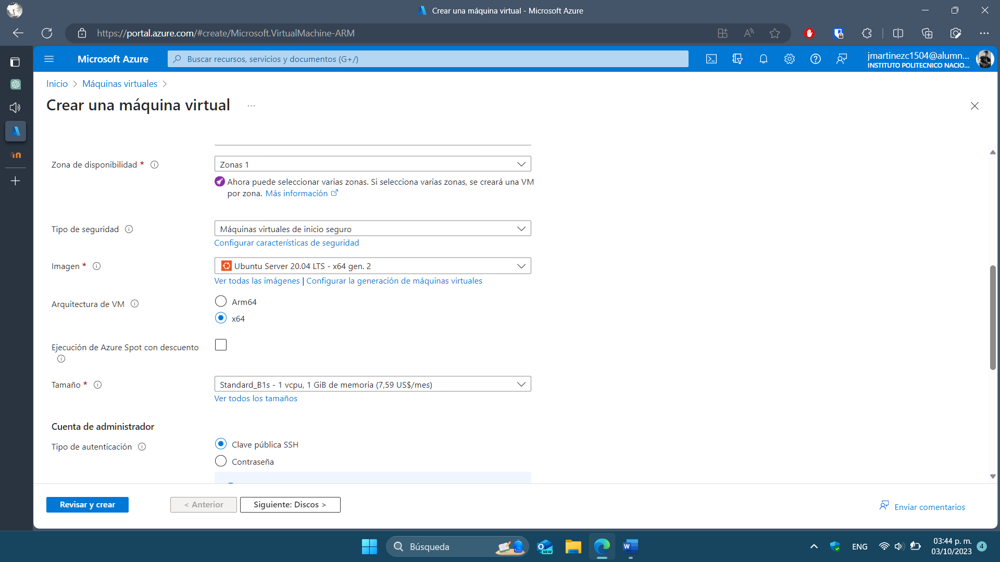 Crear una máquina virtual - Microsoft Azure
https://portal.azure.com/#create/Microsoft.VirtualMachine-ARM
Microsoft Azure
Buscar recursos, servicios y documentos (G+/)
jmartinezc1504@alumn...
INSTITUTO POLITECNICO NACIO...
Inicio > Máquinas virtuales >
Crear una máquina virtual ...
Zona de disponibilidad *
Zonas 1
Ahora puede seleccionar varias zonas. Si selecciona varias zonas, se creará una VM
por zona. Más información
Tipo de seguridad
Máquinas virtuales de inicio seguro
Configurar características de seguridad
Imagen *
Ubuntu Server 20.04 LTS - x64 gen. 2
Ver todas las imágenes | Configurar la generación de máquinas virtuales
Arquitectura de VM
Arm64
x64
Ejecución de Azure Spot con descuento
Tamaño *
Standard_B1s - 1 vcpu, 1 GiB de memoria (7,59 US$/mes)
Ver todos los tamaños
Cuenta de administrador
Tipo de autenticación
Clave pública SSH
Contraseña
Revisar y crear
< Anterior
Siguiente: Discos >
Enviar comentarios
Búsqueda
NEW
ENG
03:44 p. m.
03/10/2023
4